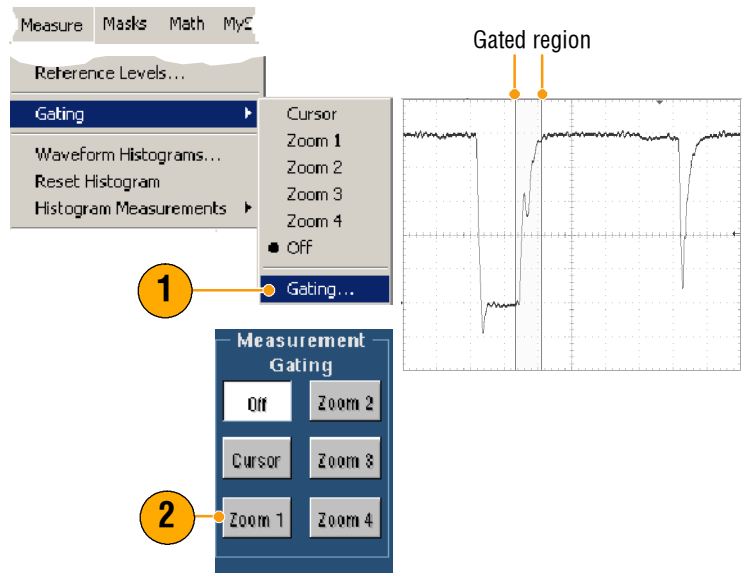 Measure Masks Math
Gated region
Reference Levels...
Gating
Cursor
Zoom 1
Waveform Histograms...
Zoom 2
Reset Histogram
Zoom 3
Histogram Measurements
Zoom 4
Off
1
Gating...
Measurement
Gating
Off Zoom 2
Cursor Zoom 3
2
Zoom 1 Zoom 4